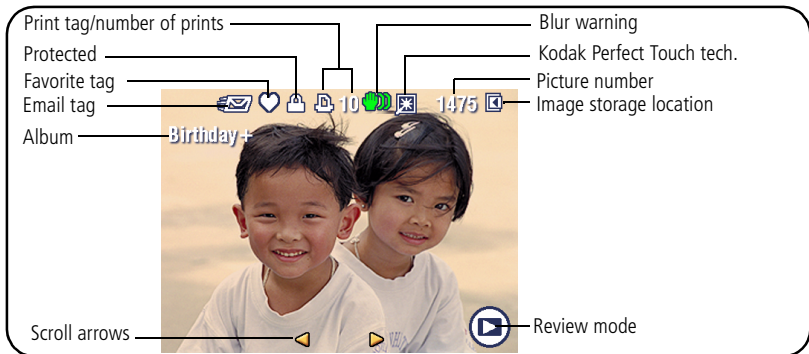 Print tag/number of prints
Protected
Favorite tag
Email tag
Album
Blur warning
Kodak Perfect Touch tech.
Picture number
Image storage location
10
1475
Birthday+
Scroll arrows
Review mode